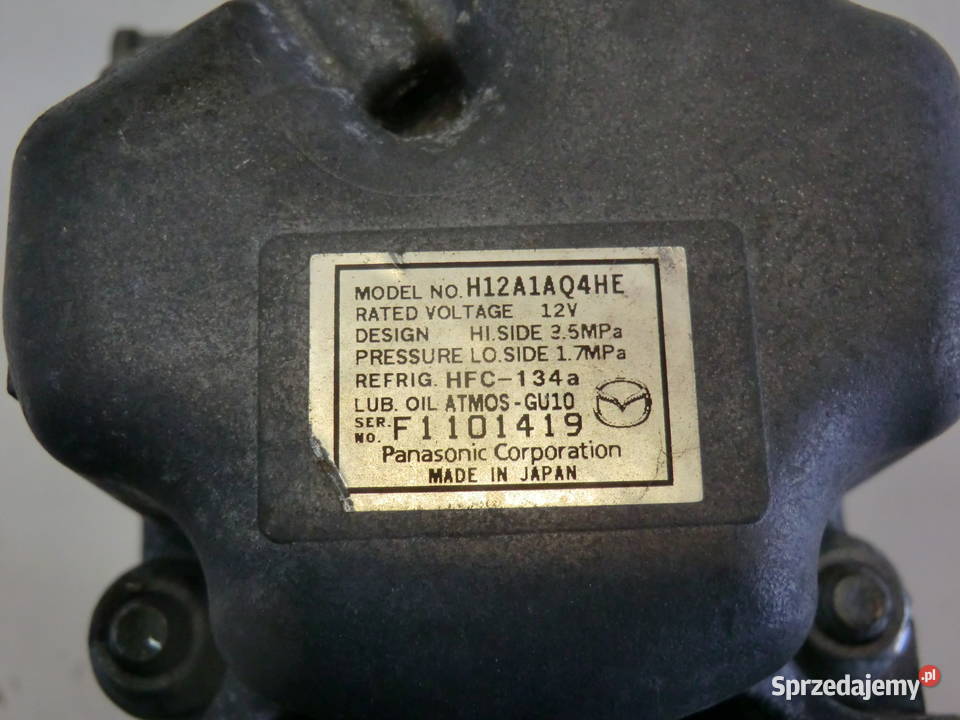 MODEL NO. H12A1AQ4HE
RATED VOLTAGE 12V
DESIGN HI.SIDE 3.5MPa
PRESSURE LO.SIDE 1.7MPa
REFRIG. HFC-134a
LUB. OIL ATMOS-GU10
SER. NO. F1101419
Panasonic Corporation
MADE IN JAPAN
Sprzedajemy.pl